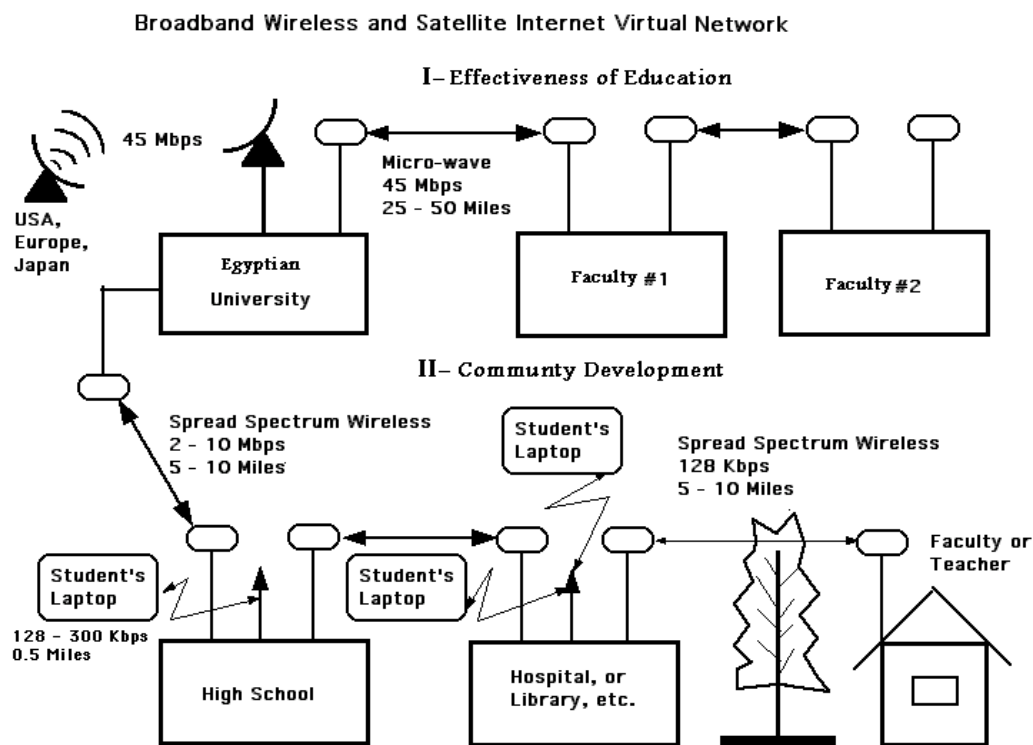 Broadband Wireless and Satellite Internet Virtual Network
I– Effectiveness of Education
45 Mbps
Micro-wave
45 Mbps
25 - 50 Miles
USA,
Europe,
Japan
Egyptian
University
Faculty #1
Faculty #2
II– Communty Development
Spread Spectrum Wireless
2 - 10 Mbps
5 - 10 Miles
Student's
Laptop
Spread Spectrum Wireless
128 Kbps
5 - 10 Miles
Student's
Laptop
128 - 300 Kbps
0.5 Miles
Student's
Laptop
Faculty or
Teacher
High School
Hospital, or
Library, etc.